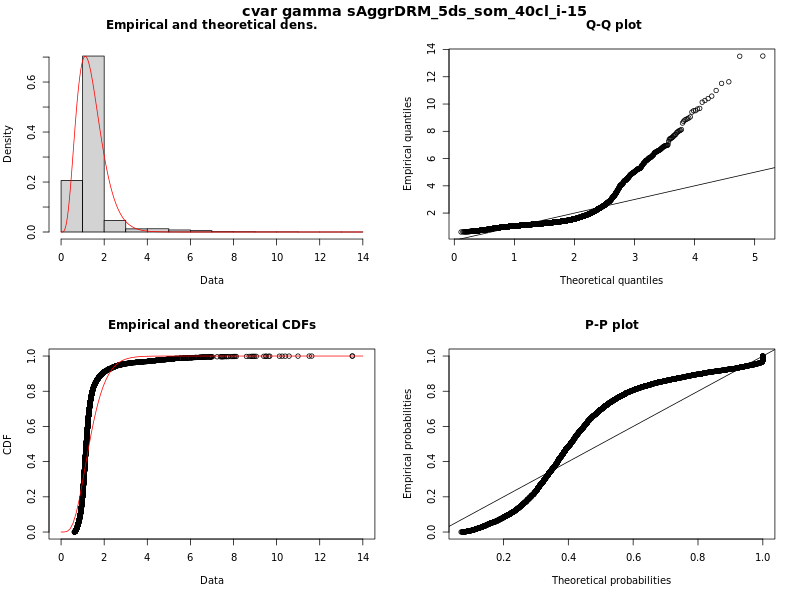 cvar gamma sAggrDRM_5ds_som_40cl_i-15
Empirical and theoretical dens.
Density
0.0 0.2 0.4 0.6
0 2 4 6 8 10 12 14
Data
Q-Q plot
Empirical quantiles
2 4 6 8 10 12 14
0 1 2 3 4 5
Theoretical quantiles
Empirical and theoretical CDFs
CDF
0.0 0.2 0.4 0.6 0.8 1.0
0 2 4 6 8 10 12 14
Data
P-P plot
Empirical probabilities
0.0 0.2 0.4 0.6 0.8 1.0
0.2 0.4 0.6 0.8 1.0
Theoretical probabilities